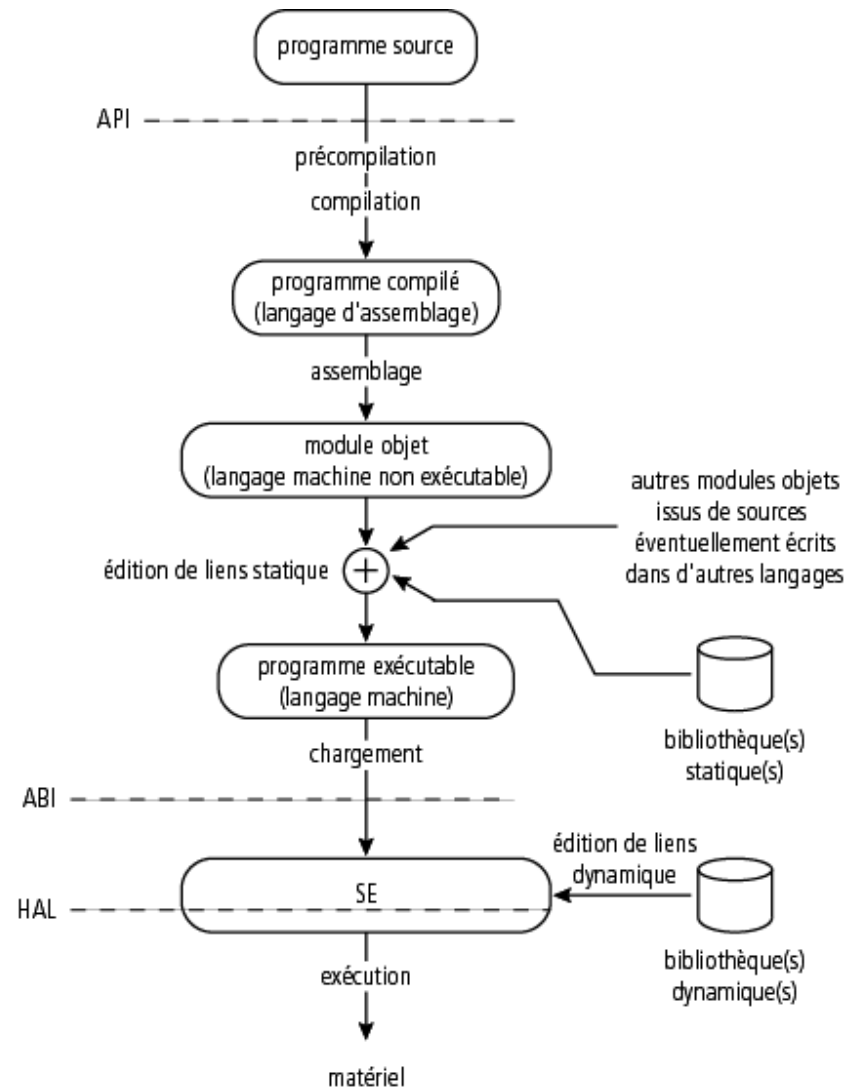 programme source
API
précompilation
compilation
programme compilé
(langage d'assemblage)
assemblage
module objet
(langage machine non exécutable)
autres modules objets
issus de sources
éventuellement écrits
dans d'autres langages
édition de liens statique
+
programme exécutable
(langage machine)
bibliothèque(s)
statique(s)
chargement
ABI
édition de liens
dynamique
SE
HAL
bibliothèque(s)
dynamique(s)
exécution
matériel